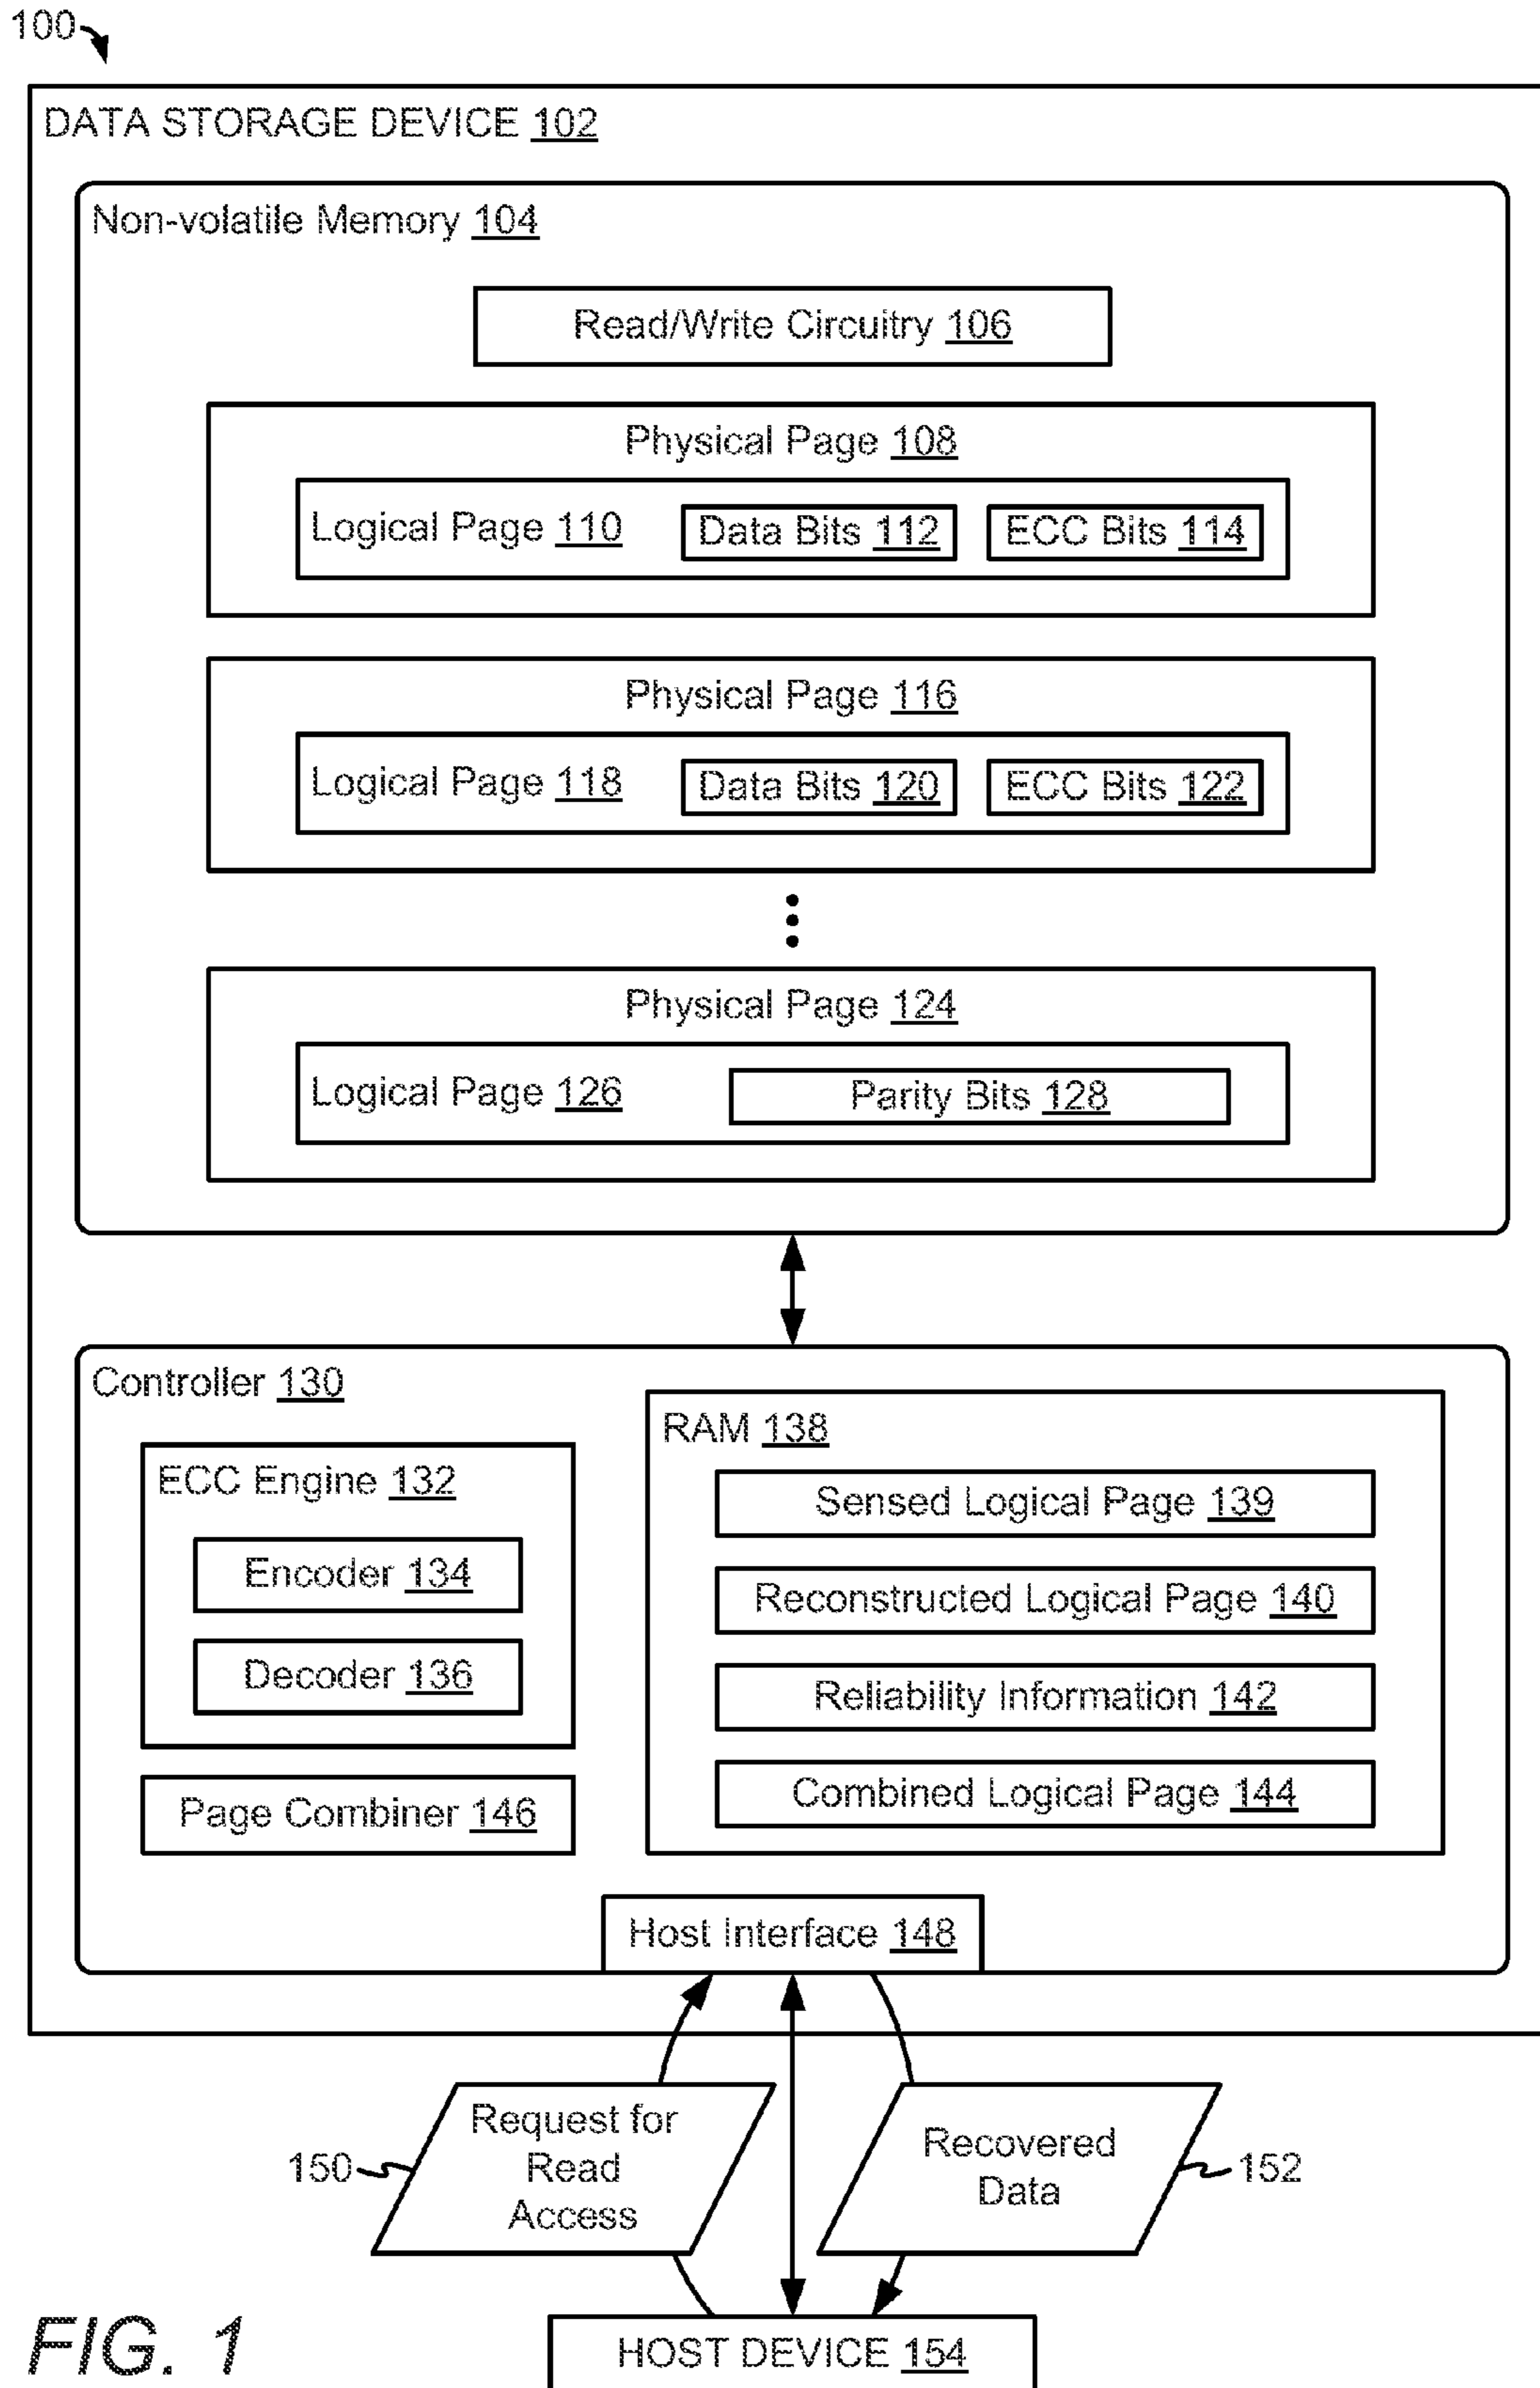 100
DATA STORAGE DEVICE 102
Non-volatile Memory 104
Read/Write Circuitry 106
Physical Page 108
Logical Page 110
Data Bits 112
ECC Bits 114
Physical Page 116
Logical Page 118
Data Bits 120
ECC Bits 122
Physical Page 124
Logical Page 126
Parity Bits 128
Controller 130
ECC Engine 132
Encoder 134
Decoder 136
Page Combiner 146
RAM 138
Sensed Logical Page 139
Reconstructed Logical Page 140
Reliability Information 142
Combined Logical Page 144
Host Interface 148
150
Request for
Read
Access
Recovered
Data
152
HOST DEVICE 154
FIG. 1